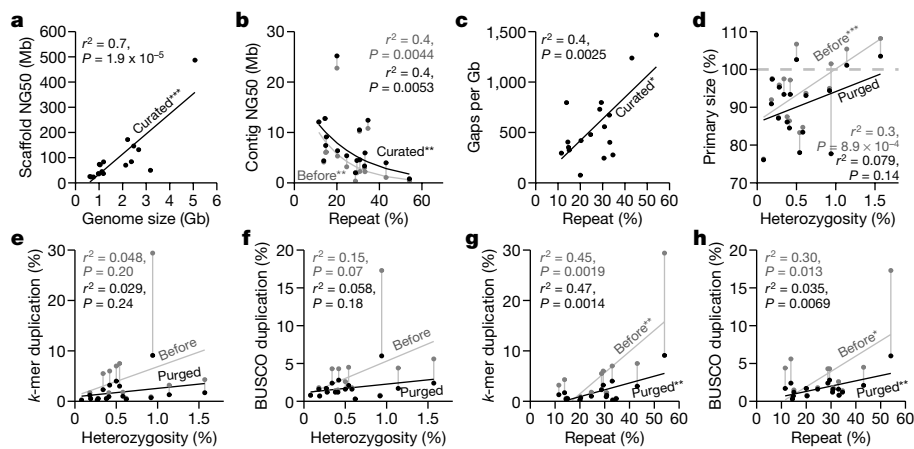 a
r² = 0.7,
P = 1.9 x 10⁻⁵
Scaffold NG50 (Mb)
600
500
400
300
200
100
0
Curated***
0 1 2 3 4 5 6
Genome size (Gb)
b
r² = 0.4,
P = 0.0044
r² = 0.4,
P = 0.0053
Contig NG50 (Mb)
30
20
10
0
Curated**
Before**
0 20 40 60
Repeat (%)
c
r² = 0.4,
P = 0.0025
Gaps per Gb
1,500
1,000
500
0
Curated*
0 10 20 30 40 50 60
Repeat (%)
d
Primary size (%)
110
100
90
80
70
Before***
Purged
r² = 0.3,
P = 8.9 × 10⁻⁴
r² = 0.079,
P = 0.14
0 0.5 1.0 1.5
Heterozygosity (%)
e
r² = 0.048,
P = 0.20
r² = 0.029,
P = 0.24
k-mer duplication (%)
30
20
10
0
Before
Purged
0 0.5 1.0 1.5
Heterozygosity (%)
f
r² = 0.15,
P = 0.07
r² = 0.058,
P = 0.18
BUSCO duplication (%)
20
15
10
5
0
Before
Purged
0 0.5 1.0 1.5
Heterozygosity (%)
g
r² = 0.45,
P = 0.0019
r² = 0.47,
P = 0.0014
k-mer duplication (%)
30
20
10
0
Before**
Purged**
0 10 20 30 40 50 60
Repeat (%)
h
r² = 0.30,
P = 0.013
r² = 0.035,
P = 0.0069
BUSCO duplication (%)
20
15
10
5
0
Before*
Purged**
0 10 20 30 40 50 60
Repeat (%)